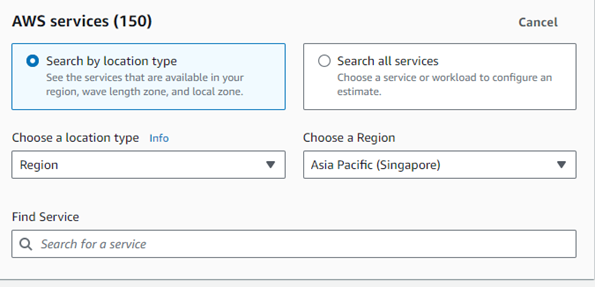 AWS services (150)
Cancel
Search by location type
See the services that are available in your
region, wave length zone, and local zone.
Search all services
Choose a service or workload to configure an
estimate.
Choose a location type Info
Region
Choose a Region
Asia Pacific (Singapore)
Find Service
Search for a service